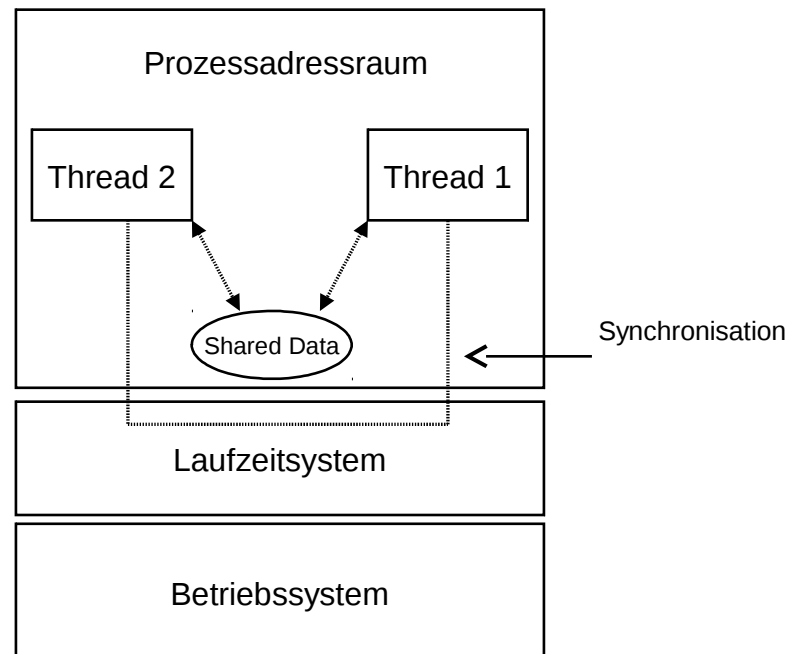 Prozessadressraum
Thread 2
Thread 1
Synchronisation
Shared Data
Laufzeitsystem
Betriebssystem